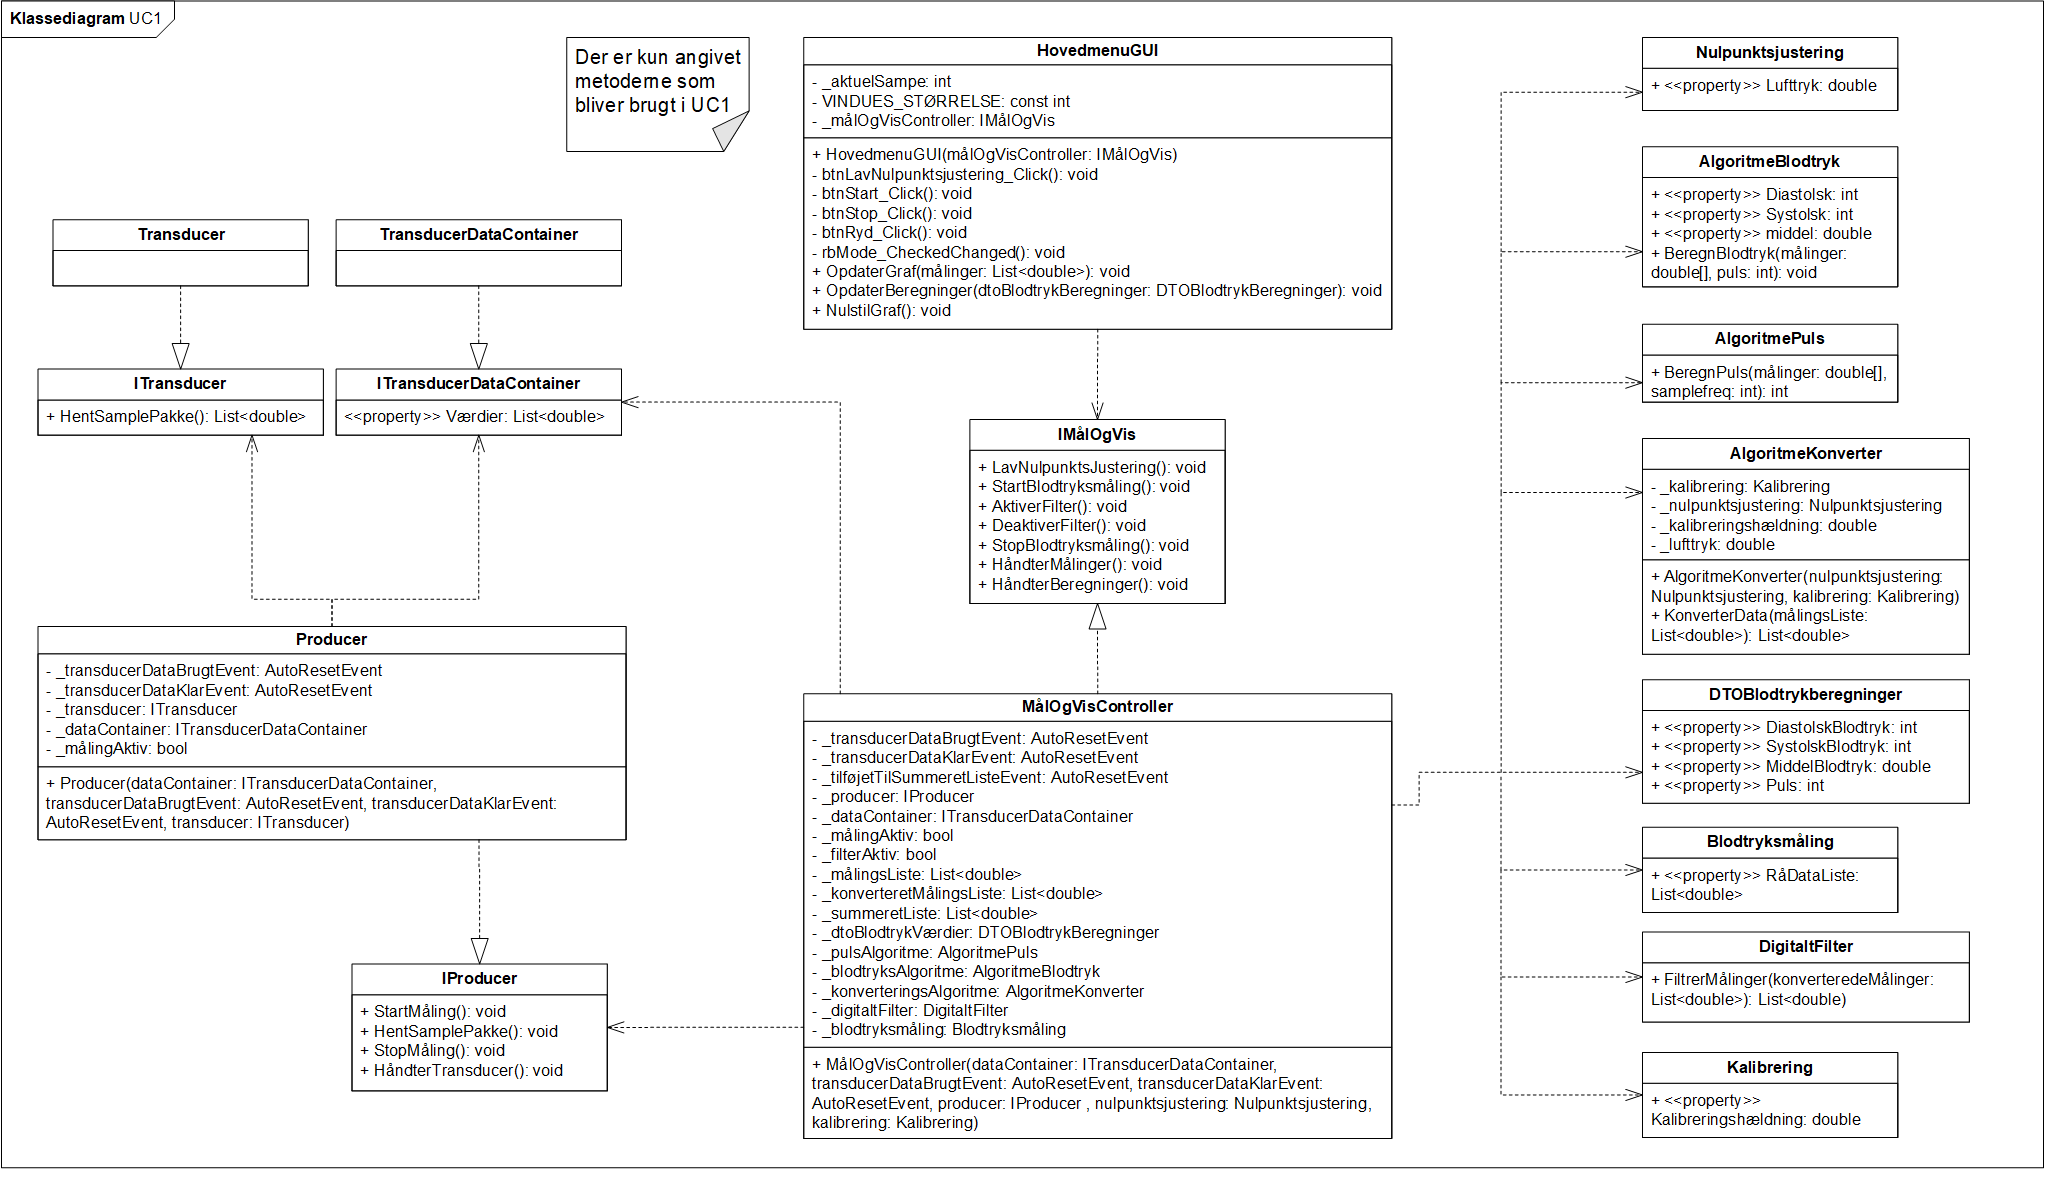 Klassediagram UC1
Der er kun angivet
metoderne som
bliver brugt i UC1
HovedmenuGUI
- _aktuelSampe: int
- VINDUES_STØRRELSE: const int
- _målOgVisController: IMålOgVis
+ HovedmenuGUI(målOgVisController: IMålOgVis)
- btnLavNulpunktsjustering_Click(): void
- btnStart_Click(): void
- btnStop_Click(): void
- btnRyd_Click(): void
- rbMode_CheckedChanged(): void
+ OpdaterGraf(målinger: List<double>): void
+ OpdaterBeregninger(dtoBlodtrykBeregninger: DTOBlodtrykBeregninger): void
+ NulstilGraf(): void
Transducer
TransducerDataContainer
ITransducer
+ HentSamplePakke(): List<double>
ITransducerDataContainer
<<property>> Værdier: List<double>
IMålOgVis
+ LavNulpunktsJustering(): void
+ StartBlodtryksmåling(): void
+ AktiverFilter(): void
+ DeaktiverFilter(): void
+ StopBlodtryksmåling(): void
+ HåndterMålinger(): void
+ HåndterBeregninger(): void
Producer
- _transducerDataBrugtEvent: AutoResetEvent
- _transducerDataKlarEvent: AutoResetEvent
- _transducer: ITransducer
- _dataContainer: ITransducerDataContainer
- _målingAktiv: bool
+ Producer(dataContainer: ITransducerDataContainer,
transducerDataBrugtEvent: AutoResetEvent, transducerDataKlarEvent:
AutoResetEvent, transducer: ITransducer)
IProducer
+ StartMåling(): void
+ HentSamplePakke(): void
+ StopMåling(): void
+ HåndterTransducer(): void
MålOgVisController
- _transducerDataBrugtEvent: AutoResetEvent
- _transducerDataKlarEvent: AutoResetEvent
- _tilføjetTilSummeretListeEvent: AutoResetEvent
- _producer: IProducer
- _dataContainer: ITransducerDataContainer
- _målingAktiv: bool
- _filterAktiv: bool
- _målingsListe: List<double>
- _konverteretMålingsListe: List<double>
- _summeretListe: List<double>
- _dtoBlodtrykVærdier: DTOBlodtrykBeregninger
- _pulsAlgoritme: AlgoritmePuls
- _blodtryksAlgoritme: AlgoritmeBlodtryk
- _konverteringsAlgoritme: AlgoritmeKonverter
- _digitaltFilter: DigitaltFilter
- _blodtryksmåling: Blodtryksmåling
+ MålOgVisController(dataContainer: ITransducerDataContainer,
transducerDataBrugtEvent: AutoResetEvent, transducerDataKlarEvent:
AutoResetEvent, producer: IProducer , nulpunktsjustering: Nulpunktsjustering,
kalibrering: Kalibrering)
Nulpunktsjustering
+ <<property>> Lufttryk: double
AlgoritmeBlodtryk
+ <<property>> Diastolsk: int
+ <<property>> Systolsk: int
+ <<property>> middel: double
+ BeregnBlodtryk(målinger:
double[], puls: int): void
AlgoritmePuls
+ BeregnPuls(målinger: double[],
samplefreq: int): int
AlgoritmeKonverter
- _kalibrering: Kalibrering
- _nulpunktsjustering: Nulpunktsjustering
- _kalibreringshældning: double
- _lufttryk: double
+ AlgoritmeKonverter(nulpunktsjustering:
Nulpunktsjustering, kalibrering: Kalibrering)
+ KonverterData(målingsListe:
List<double>): List<double>
DTOBlodtrykberegninger
+ <<property>> DiastolskBlodtryk: int
+ <<property>> SystolskBlodtryk: int
+ <<property>> MiddelBlodtryk: double
+ <<property>> Puls: int
Blodtryksmåling
+ <<property>> RåDataListe:
List<double>
DigitaltFilter
+ FiltrerMålinger(konverteredeMålinger:
List<double>): List<double)
Kalibrering
+ <<property>>
Kalibreringshældning: double